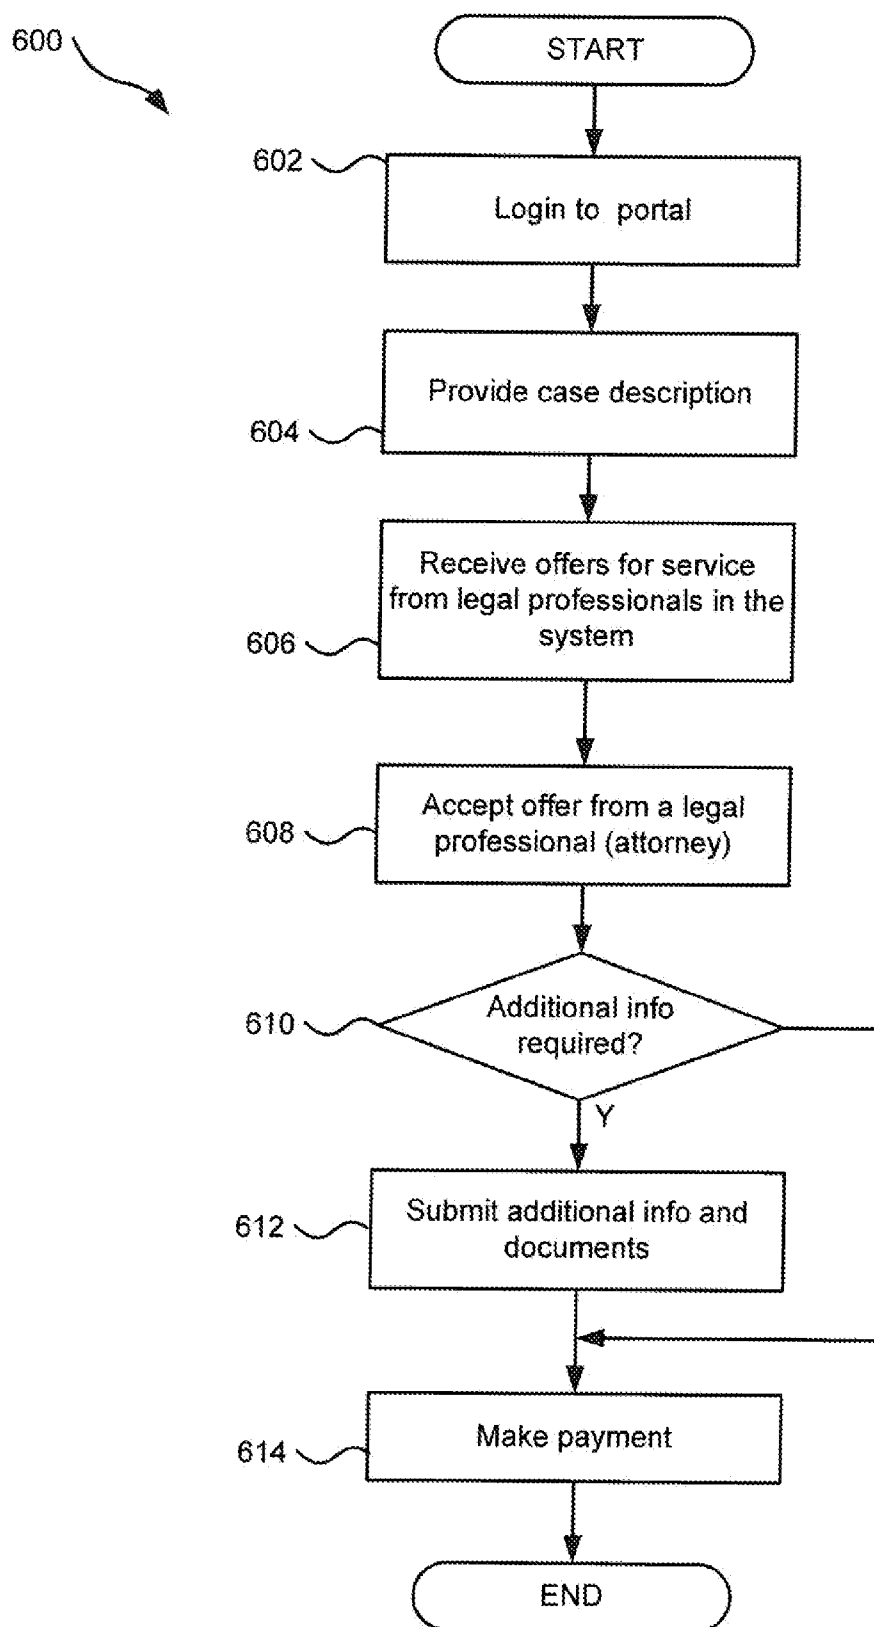 600
START
602
Login to portal
604
Provide case description
606
Receive offers for service
from legal professionals in the
system
608
Accept offer from a legal
professional (attorney)
610
Additional info
required?
Y
612
Submit additional info and
documents
614
Make payment
END